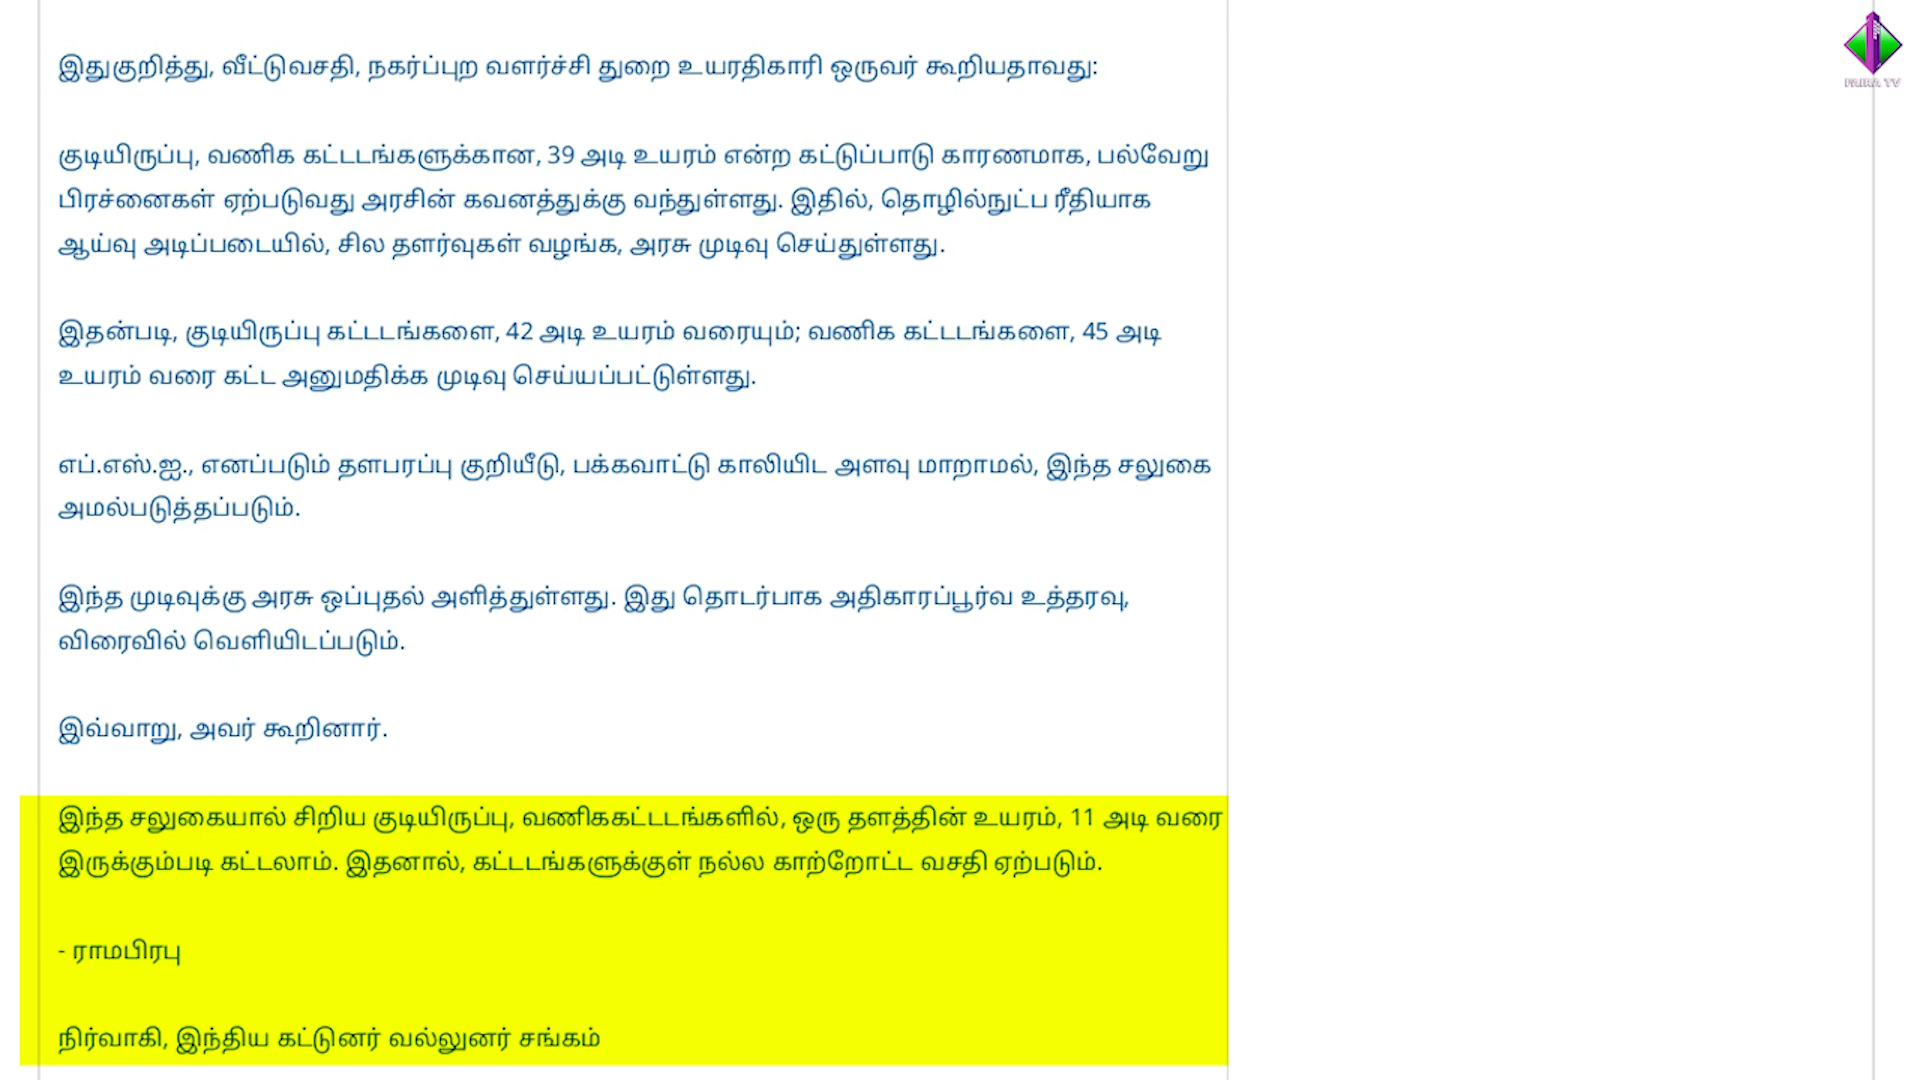 இதுகுறித்து, வீட்டுவசதி, நகர்ப்புற வளர்ச்சி துறை உயரதிகாரி ஒருவர் கூறியதாவது:
குடியிருப்பு, வணிக கட்டடங்களுக்கான, 39 அடி உயரம் என்ற கட்டுப்பாடு காரணமாக, பல்வேறு
பிரச்னைகள் ஏற்படுவது அரசின் கவனத்துக்கு வந்துள்ளது. இதில், தொழில்நுட்ப ரீதியாக
ஆய்வு அடிப்படையில், சில தளர்வுகள் வழங்க, அரசு முடிவு செய்துள்ளது.
இதன்படி, குடியிருப்பு கட்டடங்களை, 42 அடி உயரம் வரையும்; வணிக கட்டடங்களை, 45 அடி
உயரம் வரை கட்ட அனுமதிக்க முடிவு செய்யப்பட்டுள்ளது.
எப்.எஸ்.ஐ., எனப்படும் தளபரப்பு குறியீடு, பக்கவாட்டு காலியிட அளவு மாறாமல், இந்த சலுகை
அமல்படுத்தப்படும்.
இந்த முடிவுக்கு அரசு ஒப்புதல் அளித்துள்ளது. இது தொடர்பாக அதிகாரப்பூர்வ உத்தரவு,
விரைவில் வெளியிடப்படும்.
இவ்வாறு, அவர் கூறினார்.
இந்த சலுகையால் சிறிய குடியிருப்பு, வணிககட்டடங்களில், ஒரு தளத்தின் உயரம், 11 அடி வரை
இருக்கும்படி கட்டலாம். இதனால், கட்டடங்களுக்குள் நல்ல காற்றோட்ட வசதி ஏற்படும்.
- ராமபிரபு
நிர்வாகி, இந்திய கட்டுனர் வல்லுனர் சங்கம்
FAIRA TV